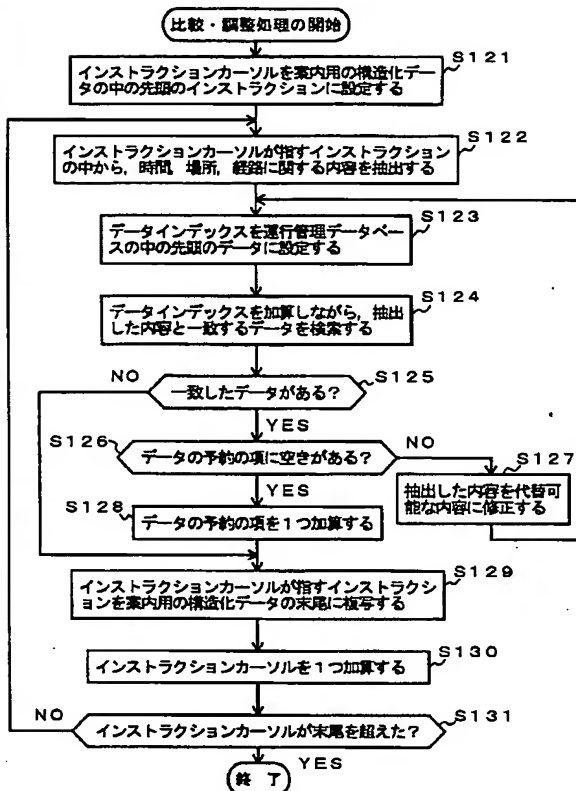 比較・調整処理の開始
S121
インストラクションカーソルを案内用の構造化デー
タの中の先頭のインストラクションに設定する
S122
インストラクションカーソルが指すインストラクション
の中から，時間，場所，経路に関する内容を抽出する
S123
データインデックスを運行管理データベー
スの中の先頭のデータに設定する
S124
データインデックスを加算しながら，抽出
した内容と一致するデータを検索する
NO
S125
一致したデータがある？
YES
S126
データの予約の項に空きがある？
NO
S127
抽出した内容を代替可
能な内容に修正する
YES
S128
データの予約の項を1つ加算する
S129
インストラクションカーソルが指すインストラクショ
ンを案内用の構造化データの末尾に複写する
S130
インストラクションカーソルを1つ加算する
NO
S131
インストラクションカーソルが末尾を超えた？
YES
終了